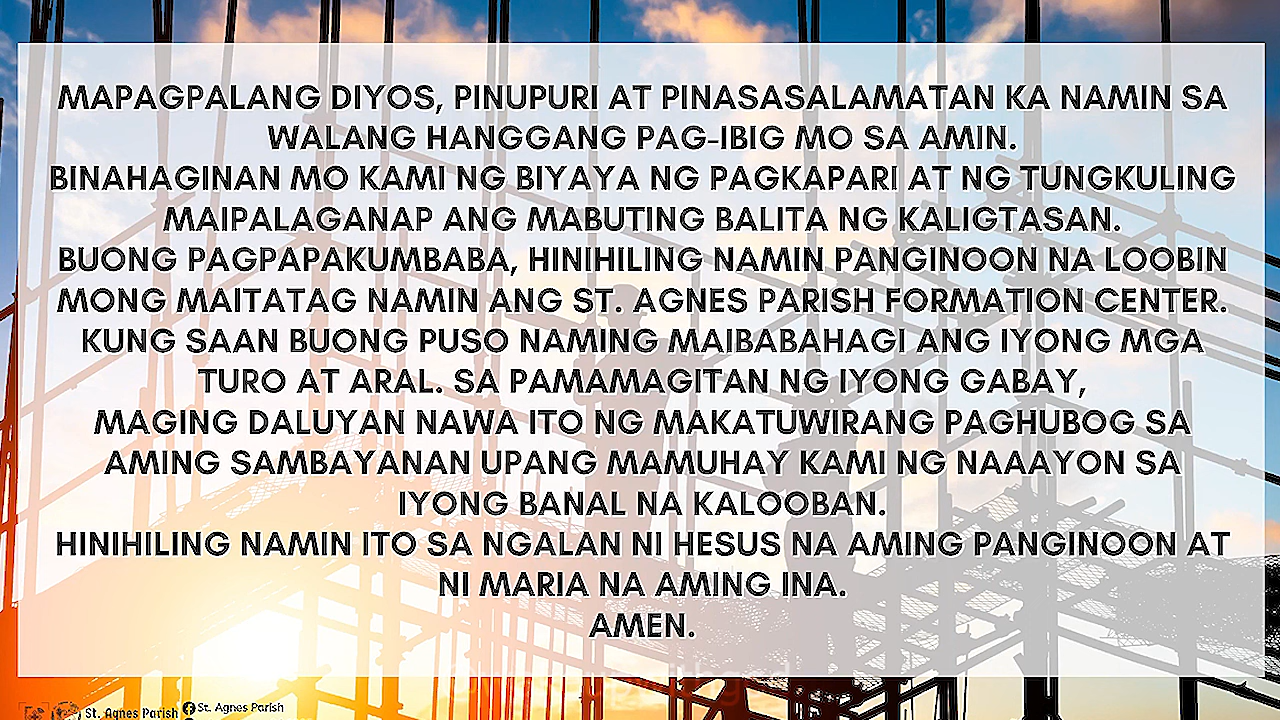 MAPAGPALANG DIYOS, PINUPURI AT PINASASALAMATAN KA NAMIN SA
WALANG HANGGANG PAG-IBIG MO SA AMIN.
BINAHAGINAN MO KAMI NG BIYAYA NG PAGKAPARI AT NG TUNGKULING
MAIPALAGANAP ANG MABUTING BALITA NG KALIGTASAN.
BUONG PAGPAPAKUMBABA, HINIHILING NAMIN PANGINOON NA LOOBIN
MONG MAITATAG NAMIN ANG ST. AGNES PARISH FORMATION CENTER.
KUNG SAAN BUONG PUSO NAMING MAIBABAHAGI ANG IYONG MGA
TURO AT ARAL. SA PAMAMAGITAN NG IYONG GABAY,
MAGING DALUYAN NAWA ITO NG MAKATUWIRANG PAGHUBOG SA
AMING SAMBAYANAN UPANG MAMUHAY KAMI NG NAAAYON SA
IYONG BANAL NA KALOOBAN.
HINIHILING NAMIN ITO SA NGALAN NI HESUS NA AMING PANGINOON AT
NI MARIA NA AMING INA.
AMEN.
St. Agnes Parish
St. Agnes Parish